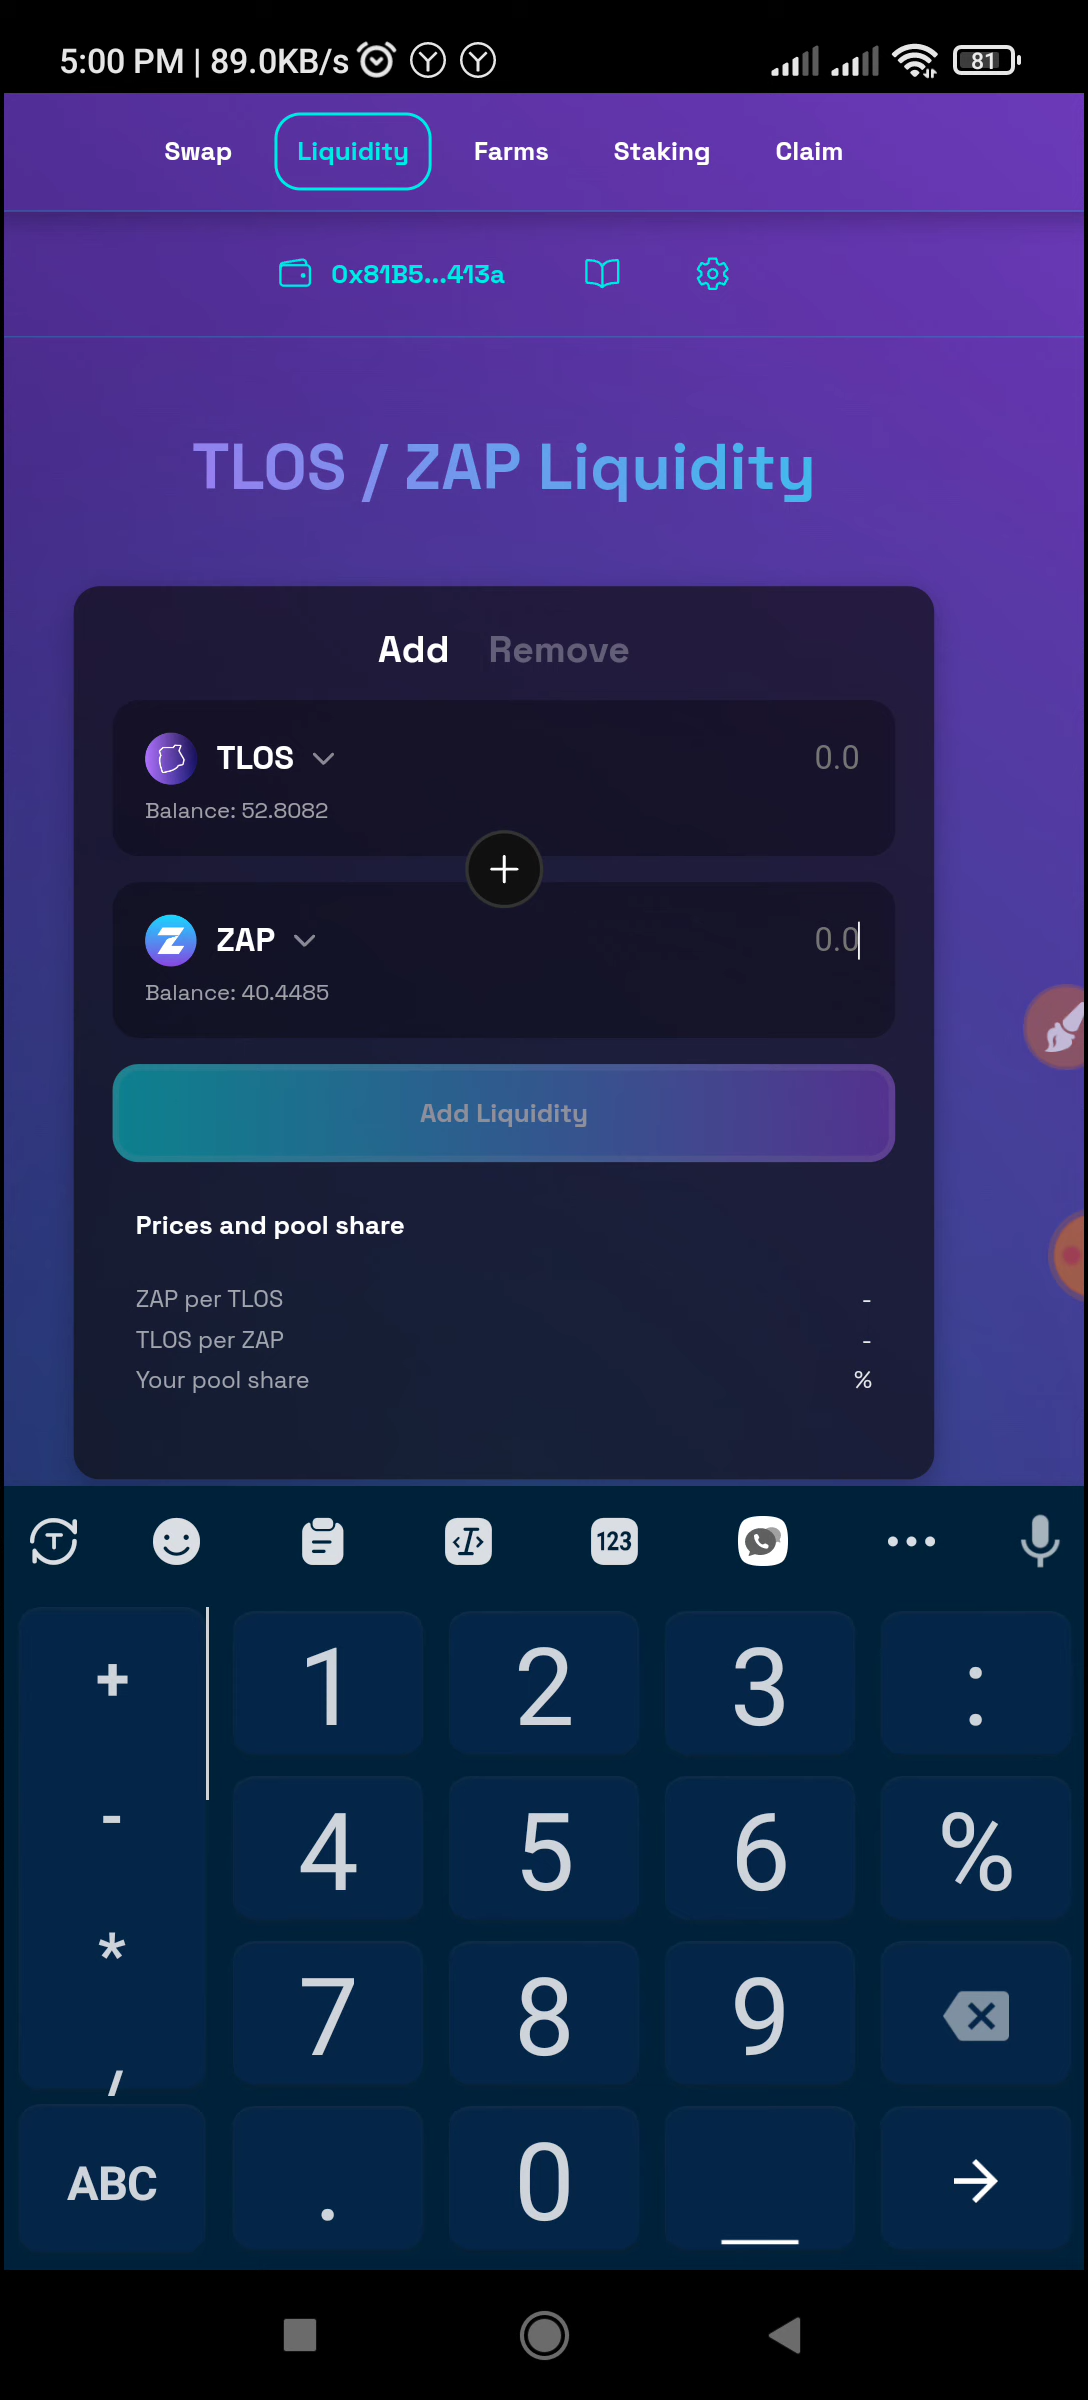 5:00 PM | 89.0KB/s 81
Swap Liquidity Farms Staking Claim
0x81B5...413a
TLOS / ZAP Liquidity
Add Remove
TLOS 0.0
Balance: 52.8082
ZAP 0.0
Balance: 40.4485
Add Liquidity
Prices and pool share
ZAP per TLOS -
TLOS per ZAP -
Your pool share %
T I 123
+ 1 2 3 :
- 4 5 6 %
* 7 8 9
,
ABC . 0